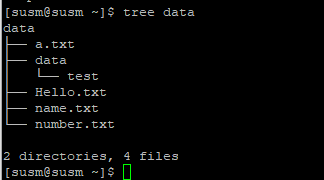 [susm@susm ~]$ tree data
data
├── a.txt
├── data
│   └── test
├── Hello.txt
├── name.txt
└── number.txt

2 directories, 4 files
[susm@susm ~]$